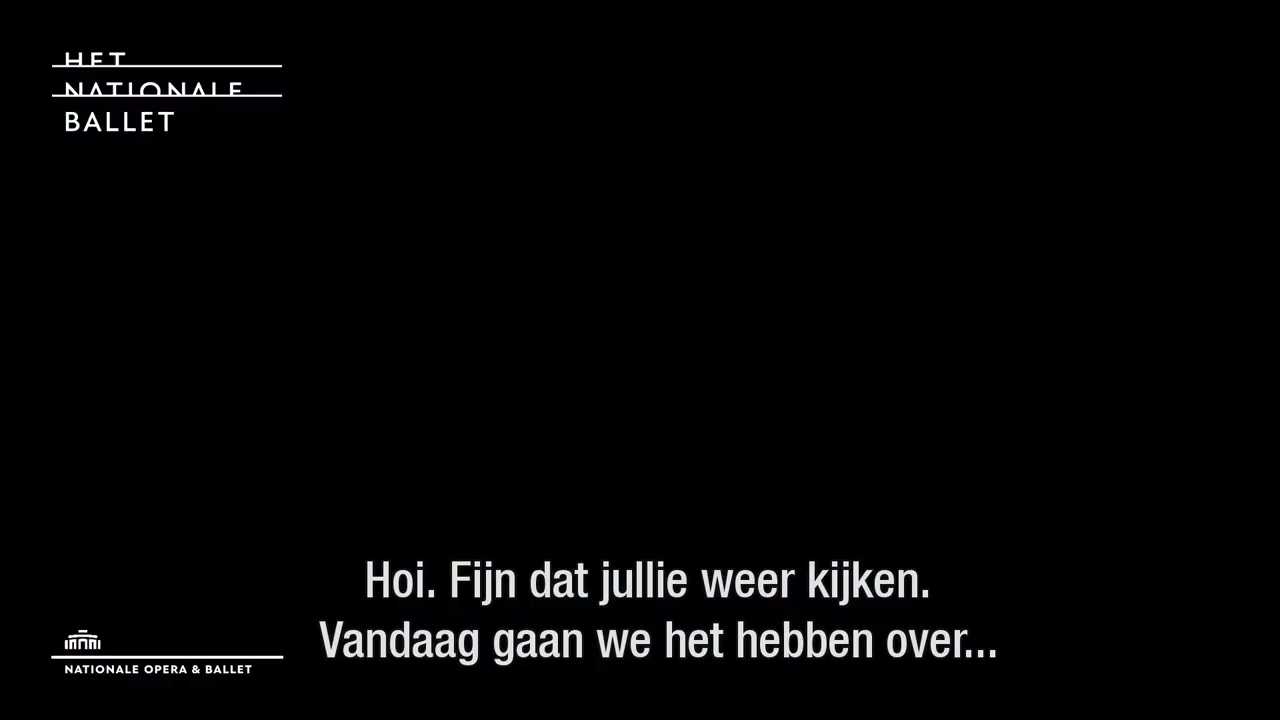 HET
NATIONALE
BALLET
Hoi. Fijn dat jullie weer kijken.
Vandaag gaan we het hebben over...
NATIONALE OPERA & BALLET